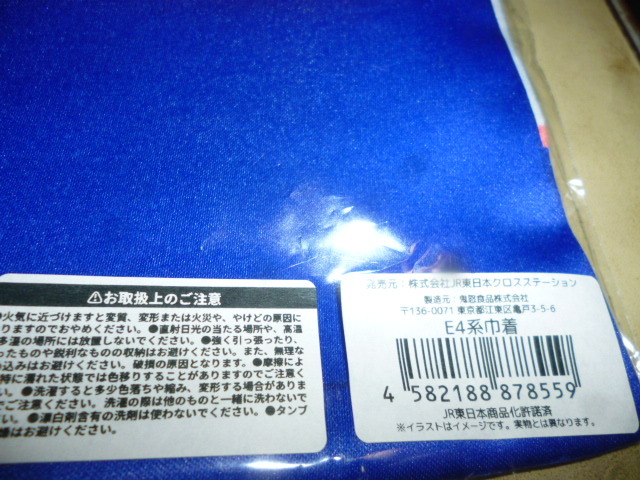 ⚠お取扱上のご注意
火気に近づけますと変質、変形または火災や、やけどの原因に
りますのでおやめください。●直射日光の当たる場所や、高温
多湿の場所には放置しないでください。●強く引っ張ったり、
ったものや鋭利なものの収納はお避けください。また、無理な
め込みはお避けください。破損の原因となります。●摩擦によ
特に濡れた状態では色移りすることがありますのでご注意く
●洗濯すると多少色落ちや縮み、変形する場合がありま
ご注意ください。洗濯の際は他のものと一緒に洗わないで
ください。●漂白剤含有の洗剤は使わないでください。●タンブ
はお避けください。
発売元：株式会社JR東日本クロスステーション
製造元：鬼怒食品株式会社
〒136-0071 東京都江東区亀戸3-5-6
E4系巾着
4 582188 878559
JR東日本商品化許諾済
※イラストはイメージです。実物とは異なります。